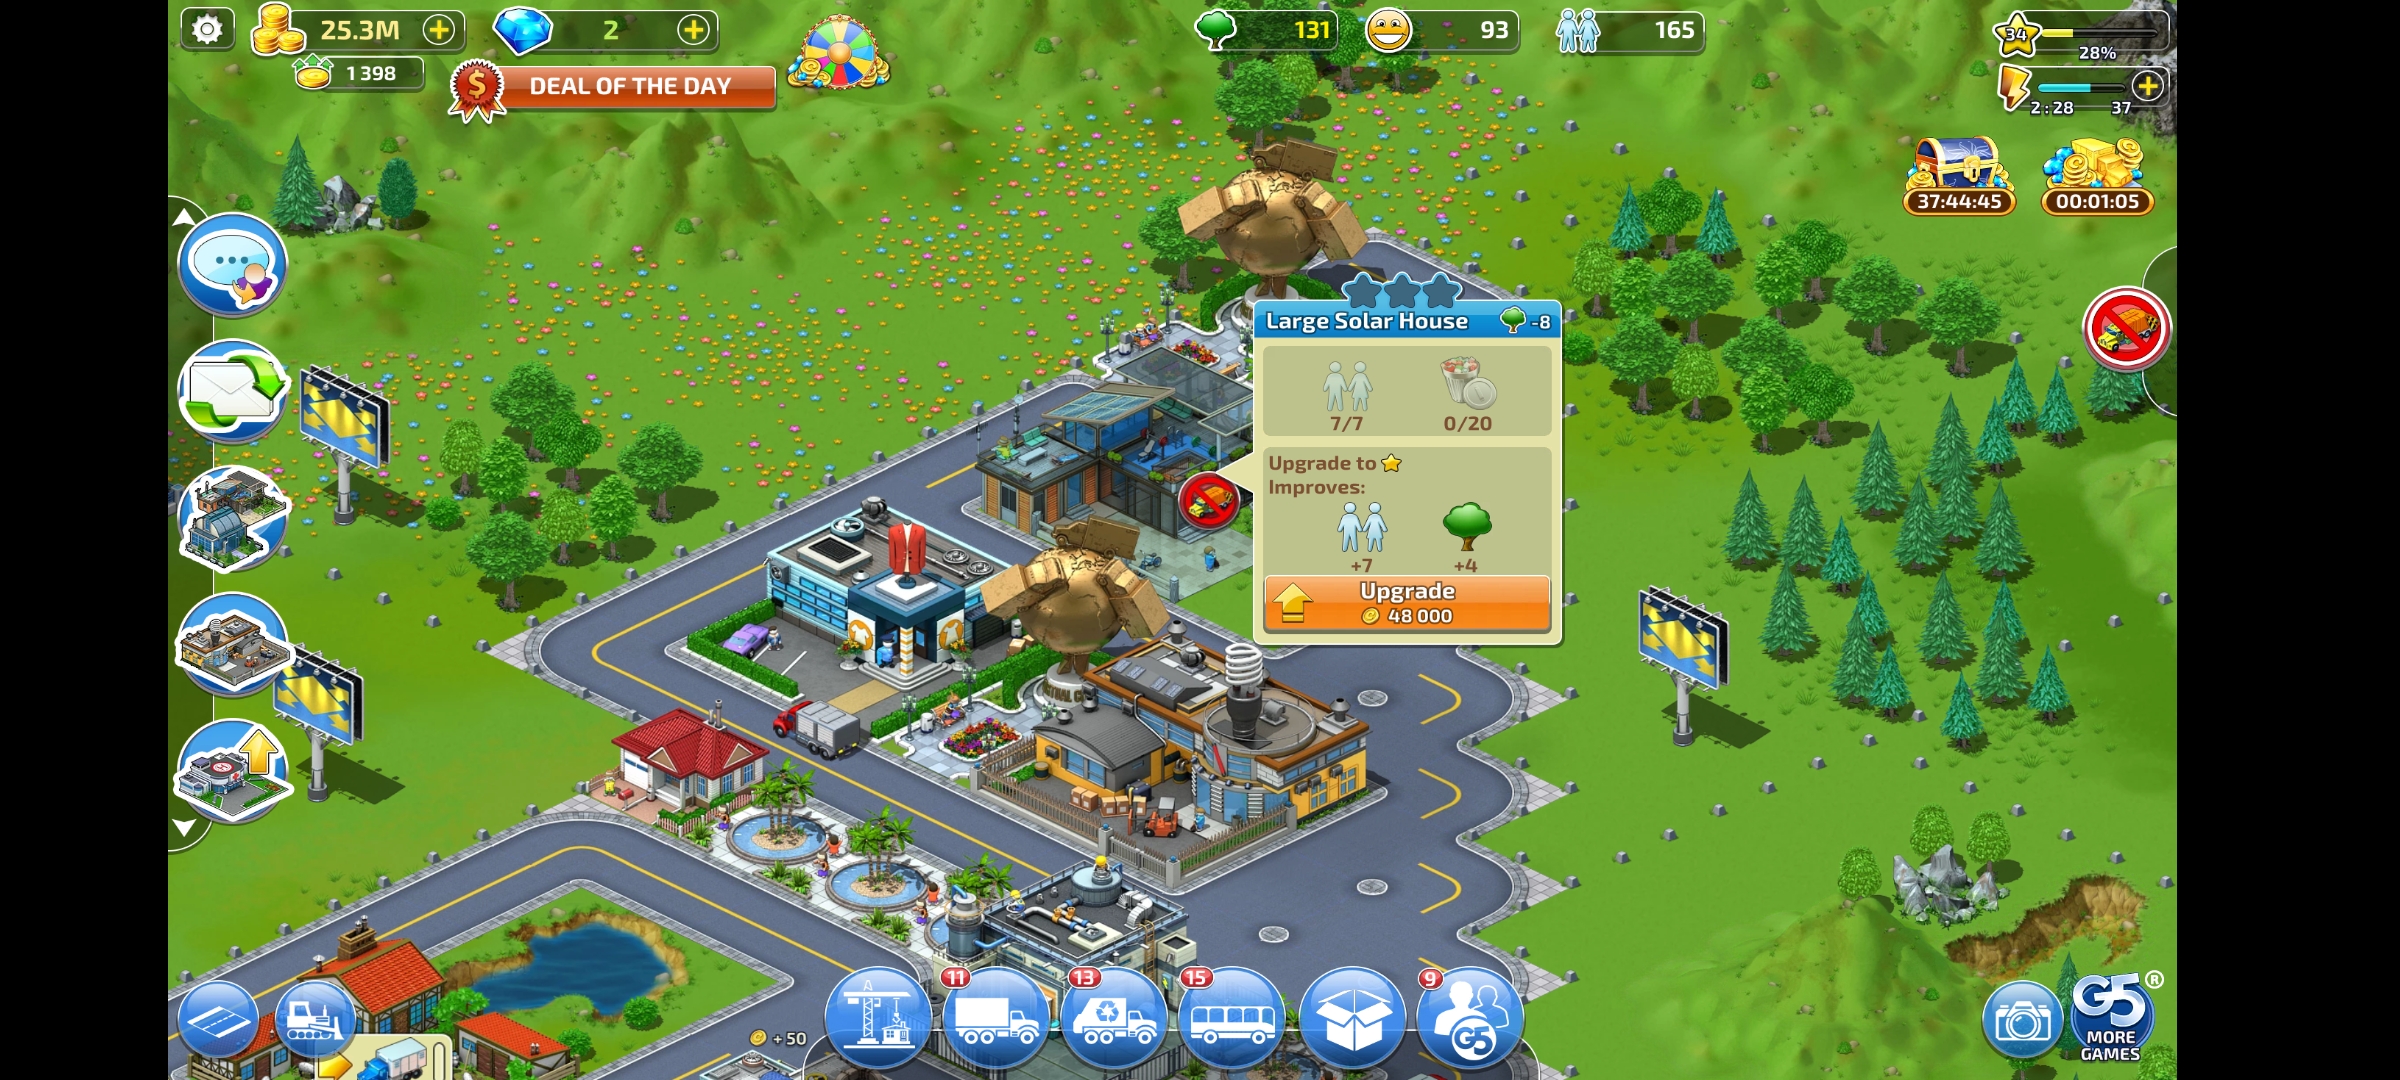 25.3M
2
131
93
165
34
28%
1 398
DEAL OF THE DAY
2:28
37
37:44:45
00:01:05
Large Solar House
-8
7/7
0/20
Upgrade to
Improves:
+7
+4
Upgrade
48 000
+50
11
13
15
9
G5
G5
®
MORE
GAMES